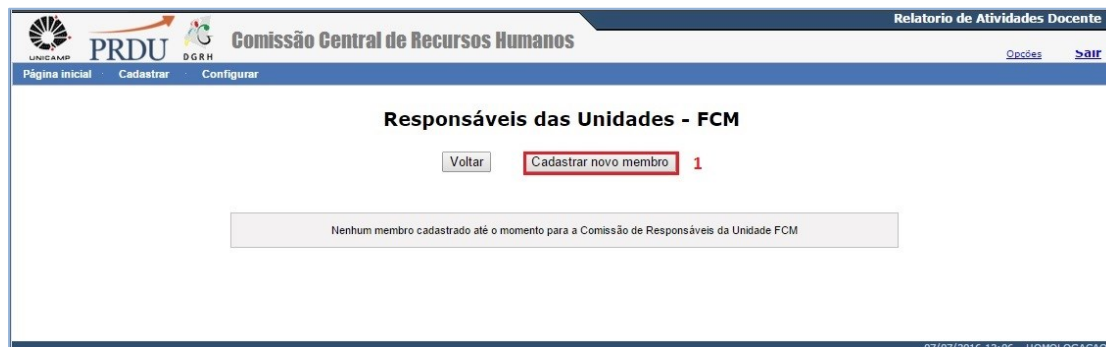 Relatorio de Atividades Docente
UNICAMP PRDU DGRH Comissão Central de Recursos Humanos
Opções Sair
Página inicial Cadastrar Configurar
Responsáveis das Unidades - FCM
Voltar Cadastrar novo membro 1
Nenhum membro cadastrado até o momento para a Comissão de Responsáveis da Unidade FCM